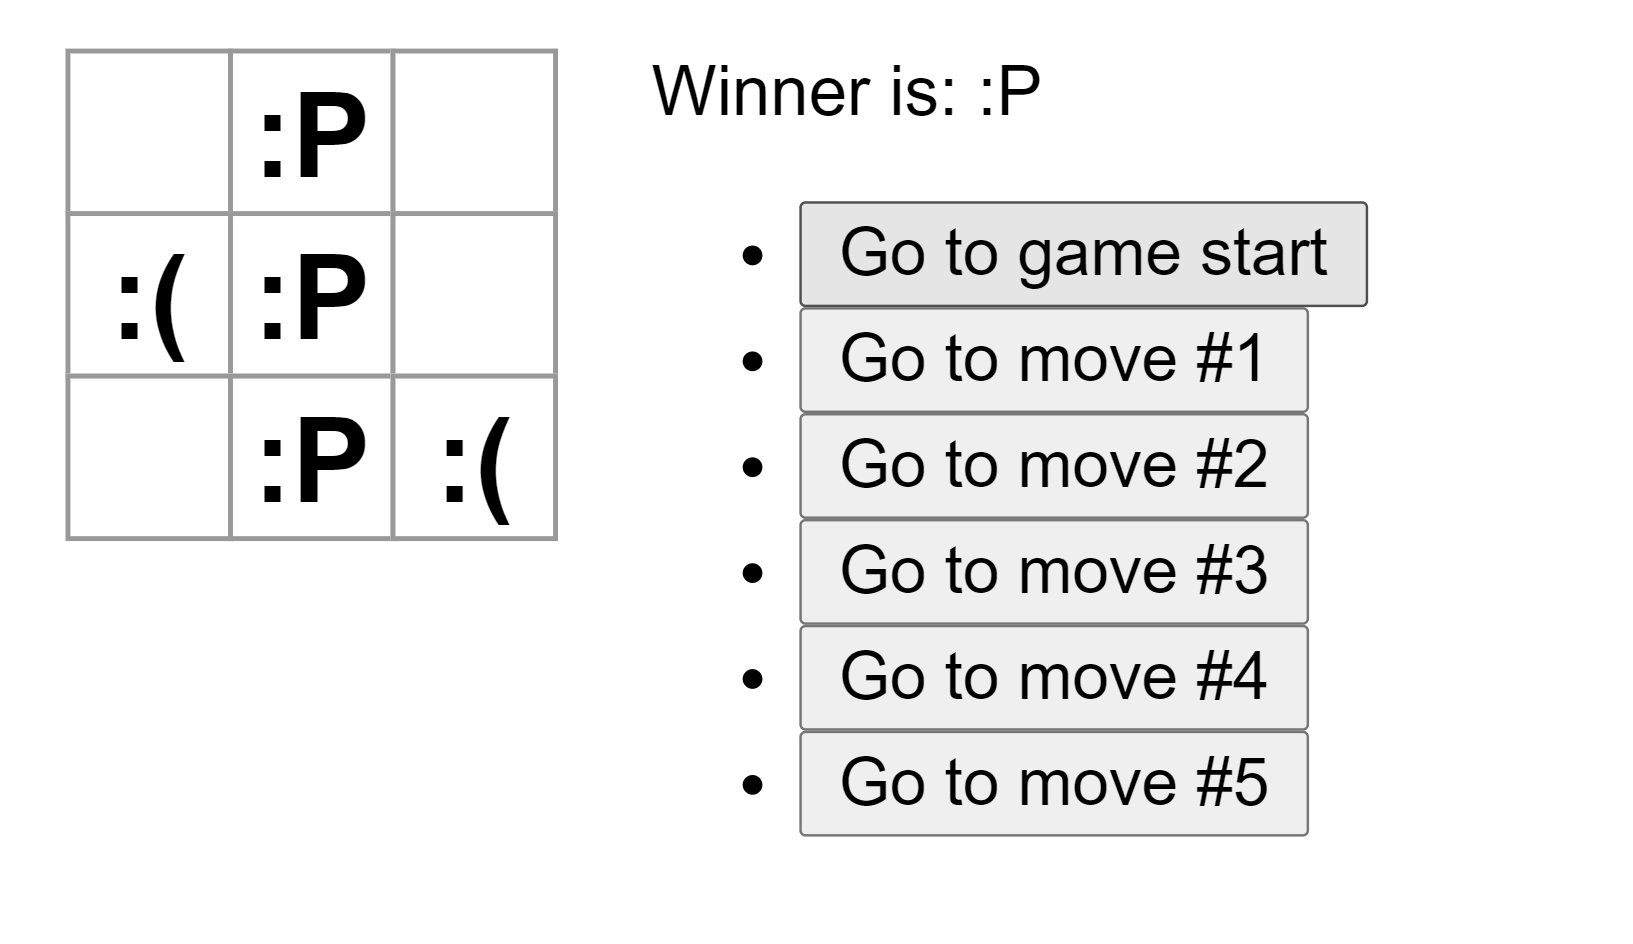 :P
:( :P
:P :(
Winner is: :P
Go to game start
Go to move #1
Go to move #2
Go to move #3
Go to move #4
Go to move #5